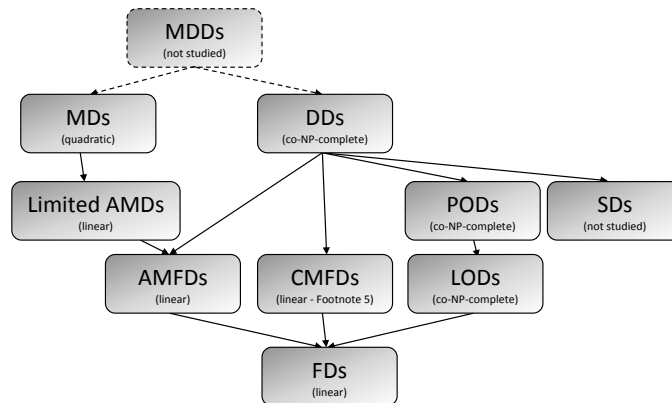 MDDs
(not studied)
MDs
(quadratic)
DDs
(co-NP-complete)
Limited AMDs
(linear)
PODs
(co-NP-complete)
SDs
(not studied)
AMFDs
(linear)
CMFDs
(linear - Footnote 5)
LODs
(co-NP-complete)
FDs
(linear)